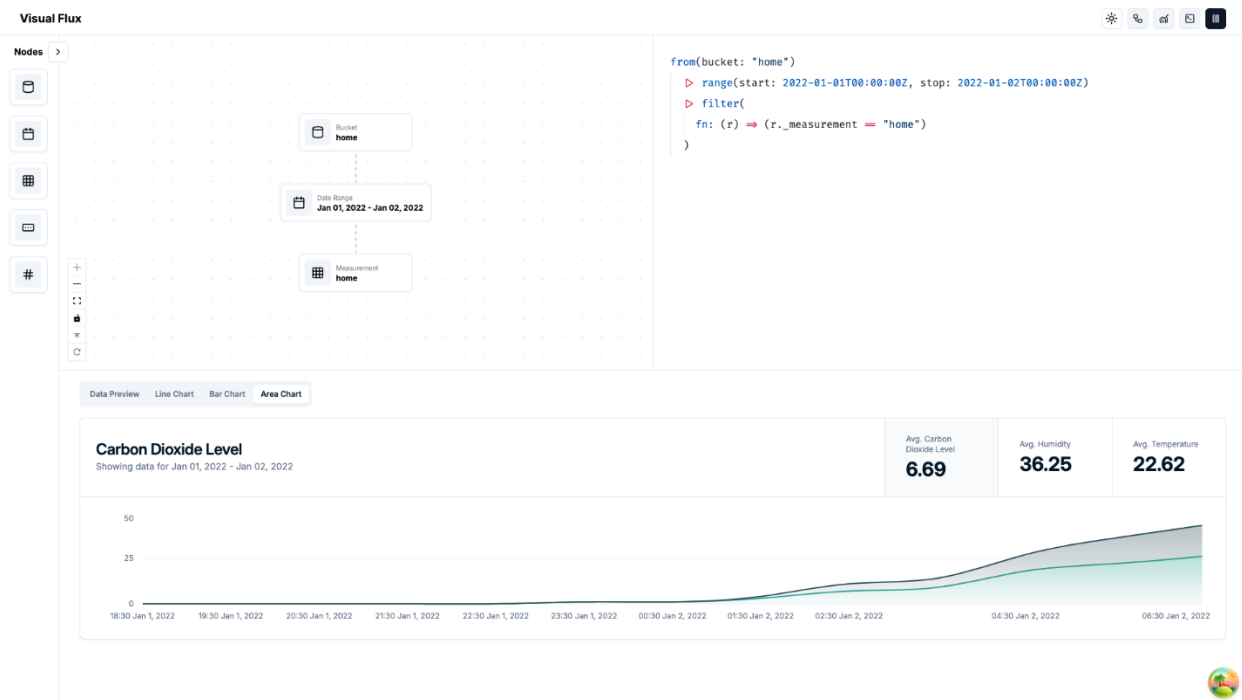 Visual Flux
Nodes
Bucket
home
Date Range
Jan 01, 2022 - Jan 02, 2022
Measurement
home
from(bucket: "home")
|> range(start: 2022-01-01T00:00:00Z, stop: 2022-01-02T00:00:00Z)
|> filter(
fn: (r) => (r._measurement == "home")
)
Data Preview Line Chart Bar Chart Area Chart
Carbon Dioxide Level
Showing data for Jan 01, 2022 - Jan 02, 2022
Avg. Carbon
Dioxide Level
6.69
Avg. Humidity
36.25
Avg. Temperature
22.62
50
25
0
18:30 Jan 1, 2022 19:30 Jan 1, 2022 20:30 Jan 1, 2022 21:30 Jan 1, 2022 22:30 Jan 1, 2022 23:30 Jan 1, 2022 00:30 Jan 2, 2022 01:30 Jan 2, 2022 02:30 Jan 2, 2022 04:30 Jan 2, 2022 06:30 Jan 2, 2022